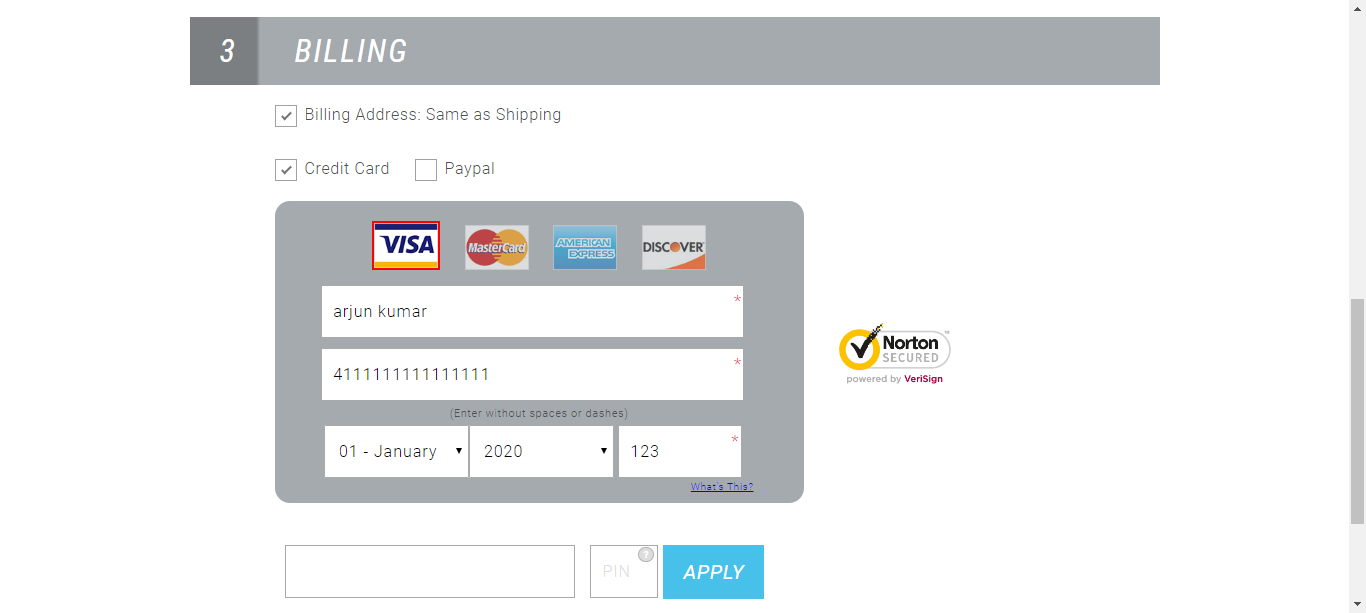 3 BILLING
Billing Address: Same as Shipping
Credit Card Paypal
VISA MasterCard AMERICAN EXPRESS DISCOVER
arjun kumar *
4111111111111111 *
(Enter without spaces or dashes)
01 - January 2020 123 *
What's This?
Norton
SECURED
powered by VeriSign
PIN ? APPLY